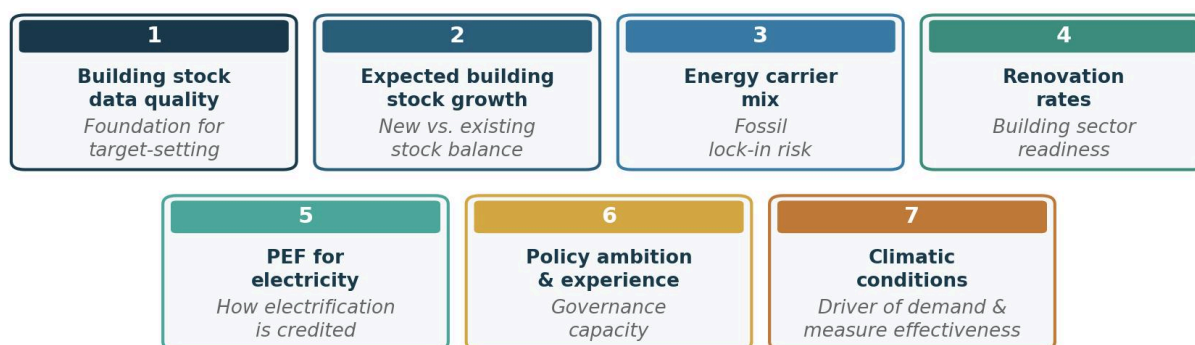 1
Building stock
data quality
Foundation for
target-setting
2
Expected building
stock growth
New vs. existing
stock balance
3
Energy carrier
mix
Fossil
lock-in risk
4
Renovation
rates
Building sector
readiness
5
PEF for
electricity
How electrification
is credited
6
Policy ambition
& experience
Governance
capacity
7
Climatic
conditions
Driver of demand &
measure effectiveness